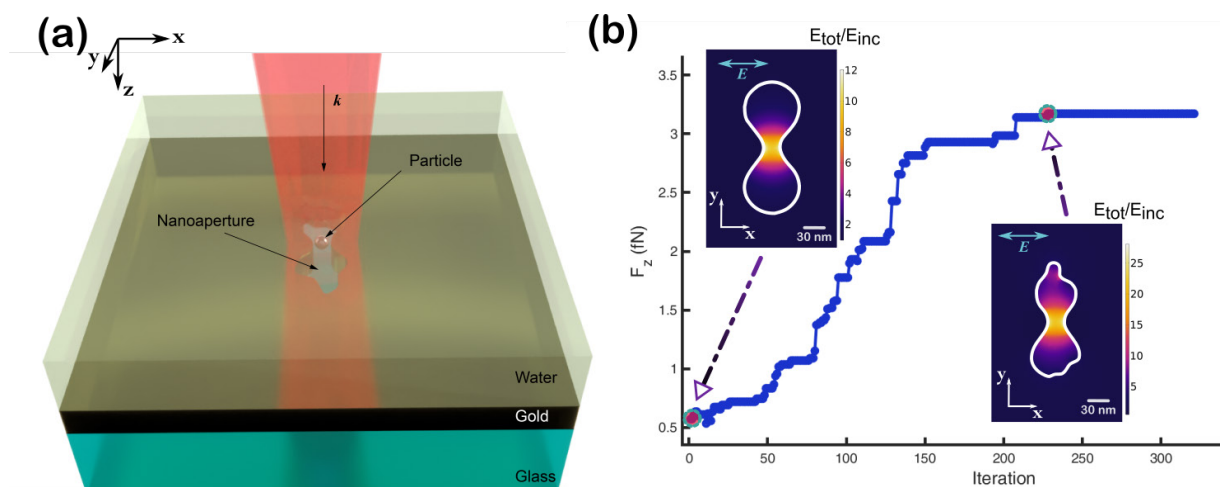 (a)
x
y
z
k
Particle
Nanoaperture
Water
Gold
Glass
(b)
E_tot/E_inc
E
12
10
8
6
4
2
y
x
30 nm
E_tot/E_inc
E
25
20
15
10
5
y
x
30 nm
F_z (fN)
3.5
3
2.5
2
1.5
1
0.5
0
50
100
150
200
250
300
Iteration